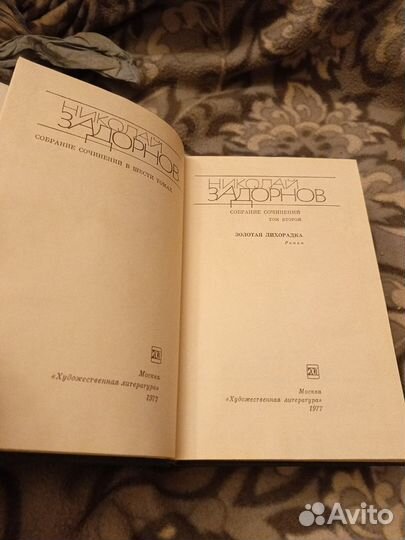 НИКОЛАЙ
ЗАДОРНОВ
СОБРАНИЕ СОЧИНЕНИЙ В ШЕСТИ ТОМАХ
Москва
«Художественная литература»
1977
НИКОЛАЙ
ЗАДОРНОВ
СОБРАНИЕ СОЧИНЕНИЙ
ТОМ ВТОРОЙ
ЗОЛОТАЯ ЛИХОРАДКА
Роман
Москва
«Художественная литература»
1977
Avito